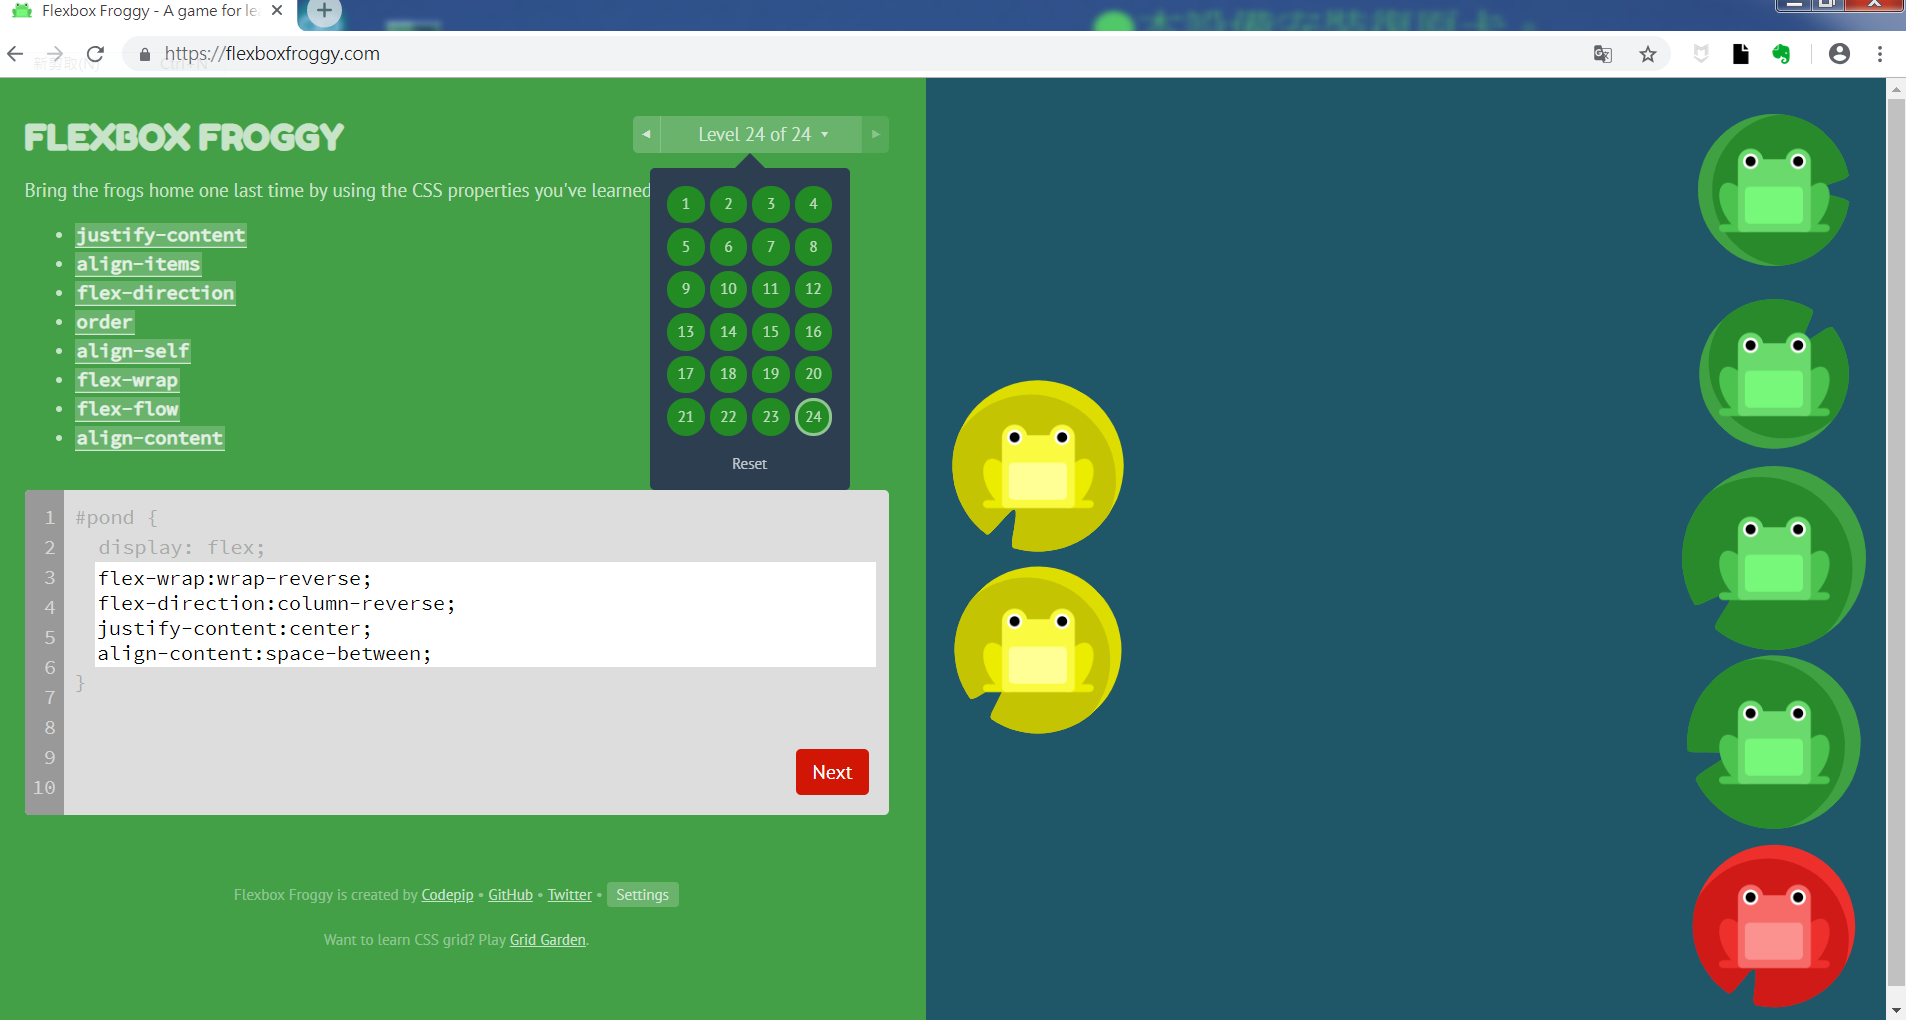 Flexbox Froggy - A game for le
https://flexboxfroggy.com
新剪取(N) Ctrl+N
FLEXBOX FROGGY
◄ Level 24 of 24 ▼ ►
Bring the frogs home one last time by using the CSS properties you've learned
• justify-content
• align-items
• flex-direction
• order
• align-self
• flex-wrap
• flex-flow
• align-content
1 2 3 4
5 6 7 8
9 10 11 12
13 14 15 16
17 18 19 20
21 22 23 24
Reset
1 #pond {
2 display: flex;
3 flex-wrap:wrap-reverse;
4 flex-direction:column-reverse;
5 justify-content:center;
6 align-content:space-between;
7 }
8
9
10
Next
Flexbox Froggy is created by Codepip • GitHub • Twitter • Settings
Want to learn CSS grid? Play Grid Garden.